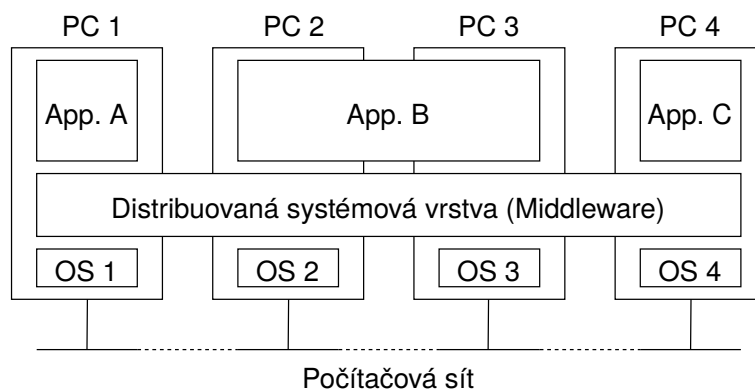 PC 1 PC 2 PC 3 PC 4
App. A App. B App. C
Distribuovaná systémová vrstva (Middleware)
OS 1 OS 2 OS 3 OS 4
Počítačová sít